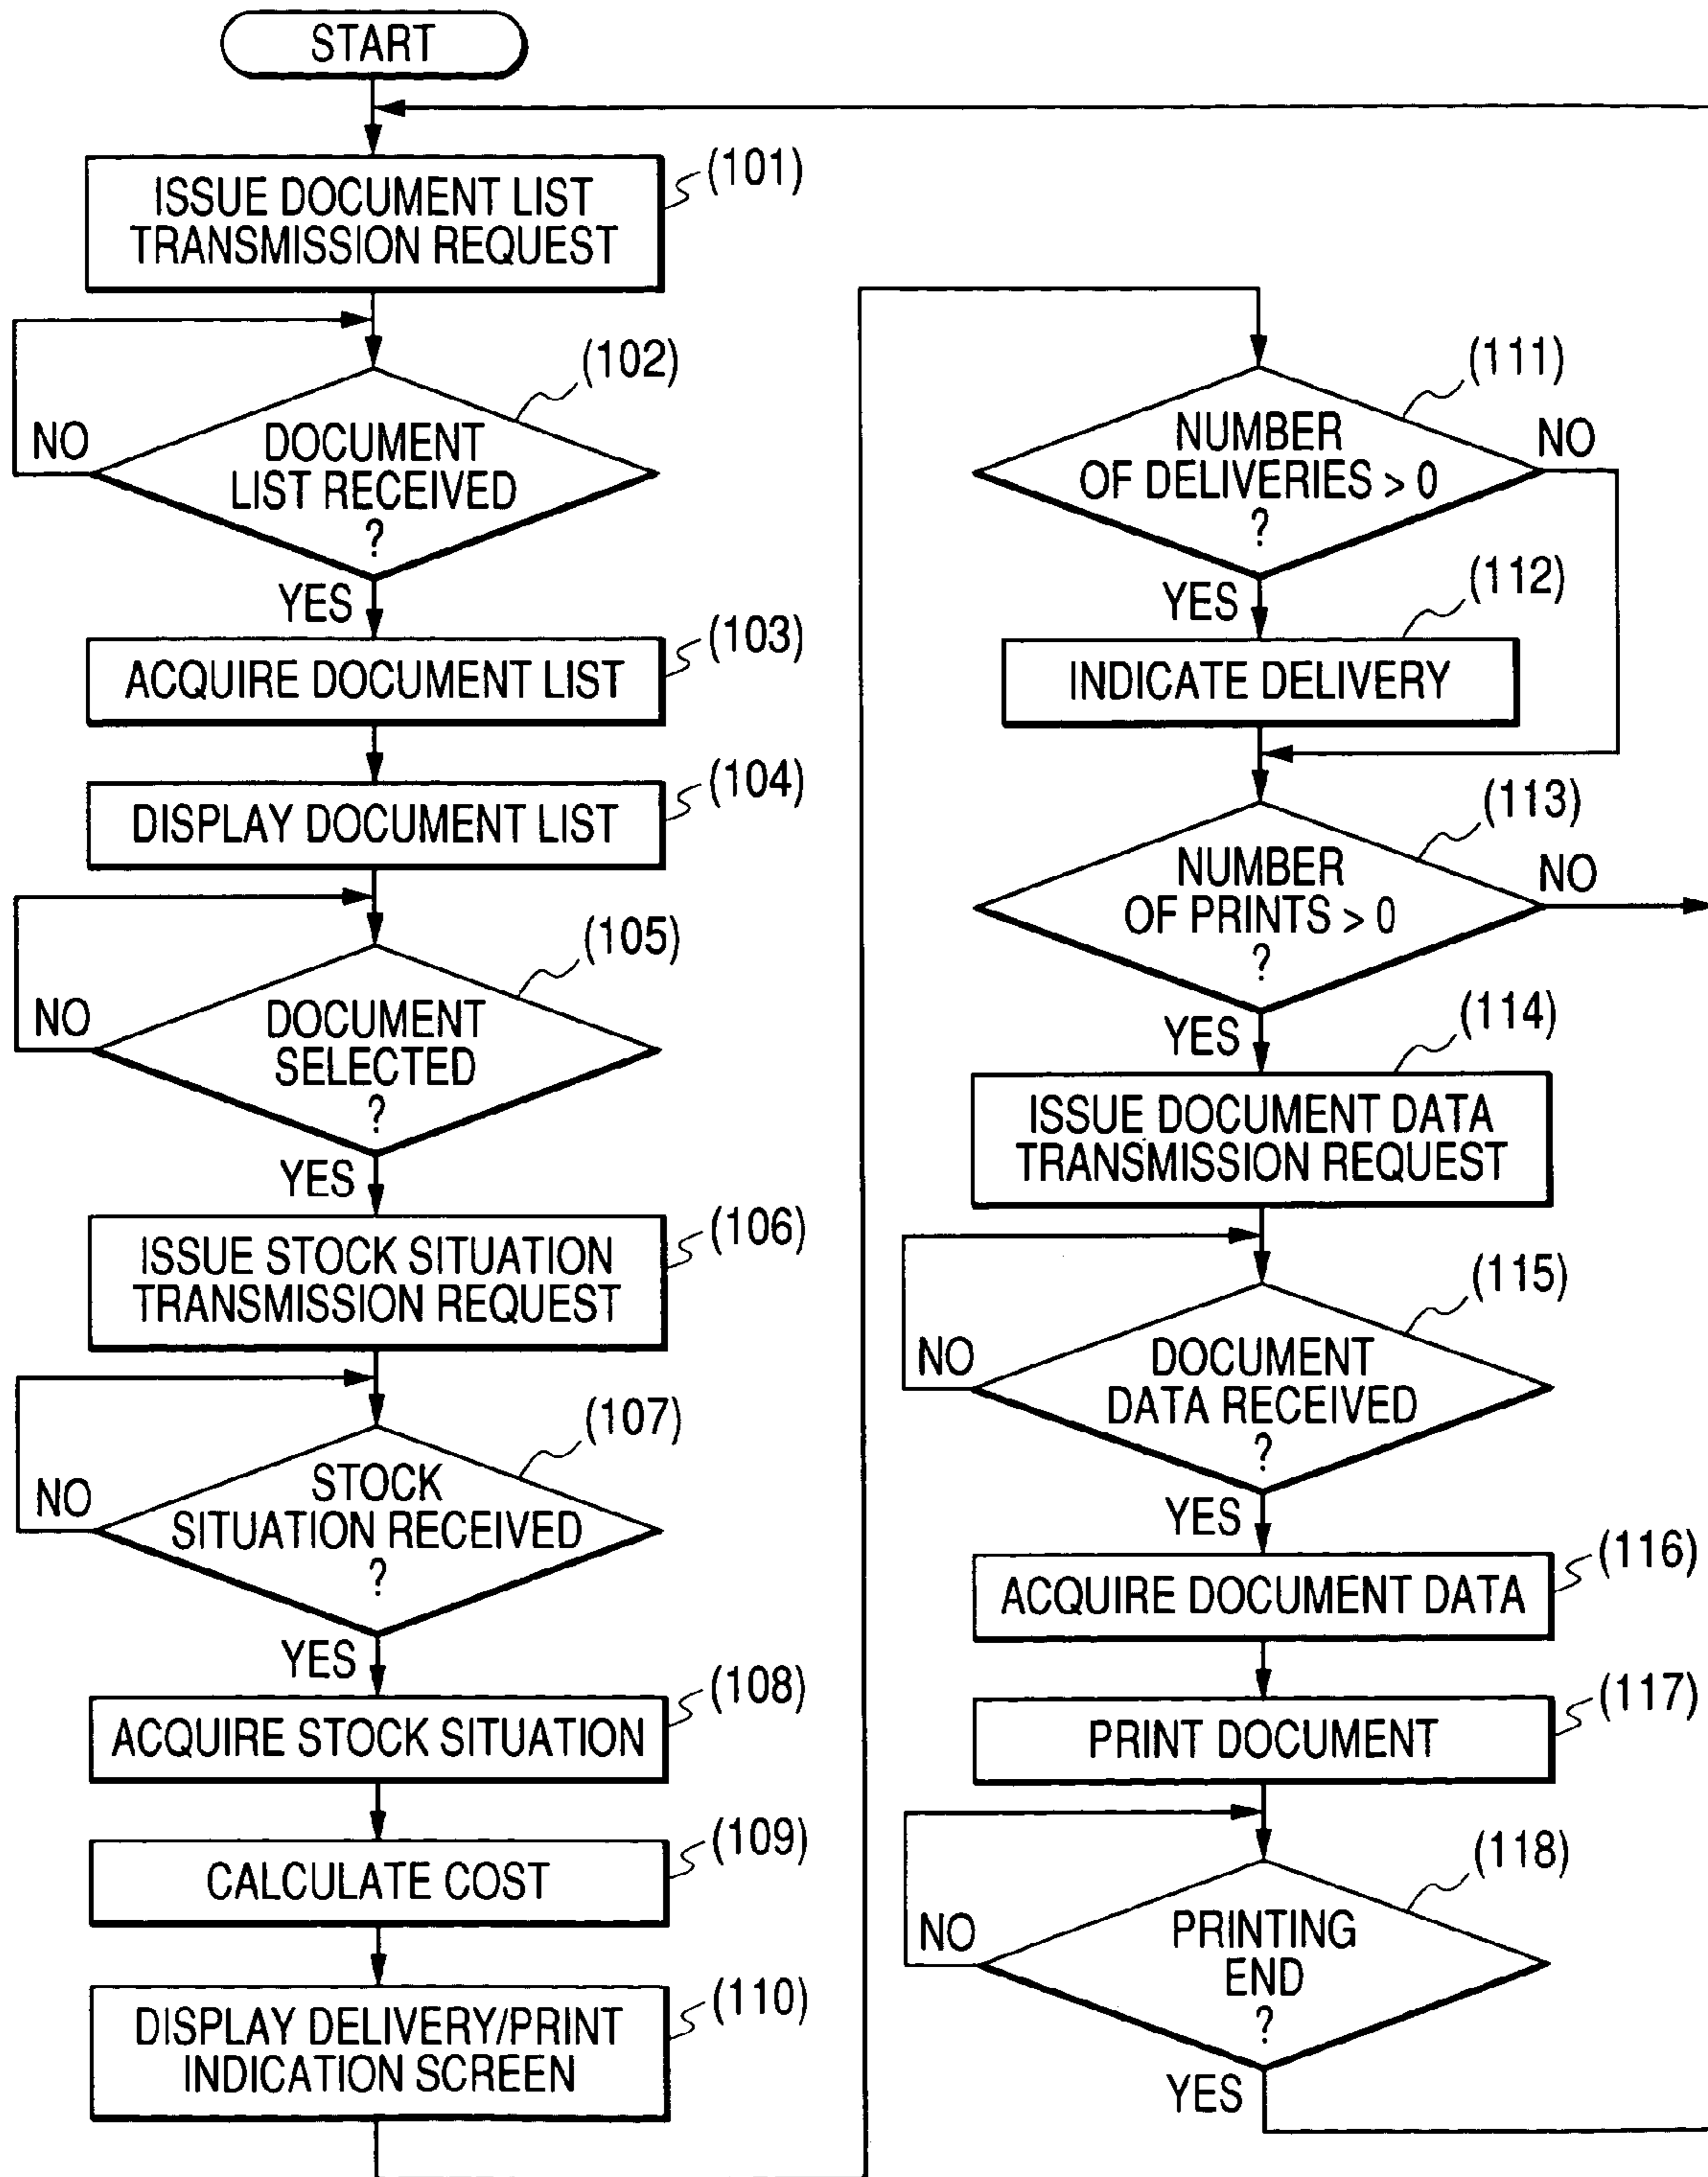 START
(101)
ISSUE DOCUMENT LIST
TRANSMISSION REQUEST
(102)
NO
DOCUMENT
LIST RECEIVED
?
YES
(103)
ACQUIRE DOCUMENT LIST
(104)
DISPLAY DOCUMENT LIST
(105)
NO
DOCUMENT
SELECTED
?
YES
(106)
ISSUE STOCK SITUATION
TRANSMISSION REQUEST
(107)
NO
STOCK
SITUATION RECEIVED
?
YES
(108)
ACQUIRE STOCK SITUATION
(109)
CALCULATE COST
(110)
DISPLAY DELIVERY/PRINT
INDICATION SCREEN
(111)
NUMBER
OF DELIVERIES > 0
?
NO
YES
(112)
INDICATE DELIVERY
(113)
NUMBER
OF PRINTS > 0
?
NO
YES
(114)
ISSUE DOCUMENT DATA
TRANSMISSION REQUEST
(115)
NO
DOCUMENT
DATA RECEIVED
?
YES
(116)
ACQUIRE DOCUMENT DATA
(117)
PRINT DOCUMENT
(118)
NO
PRINTING
END
?
YES